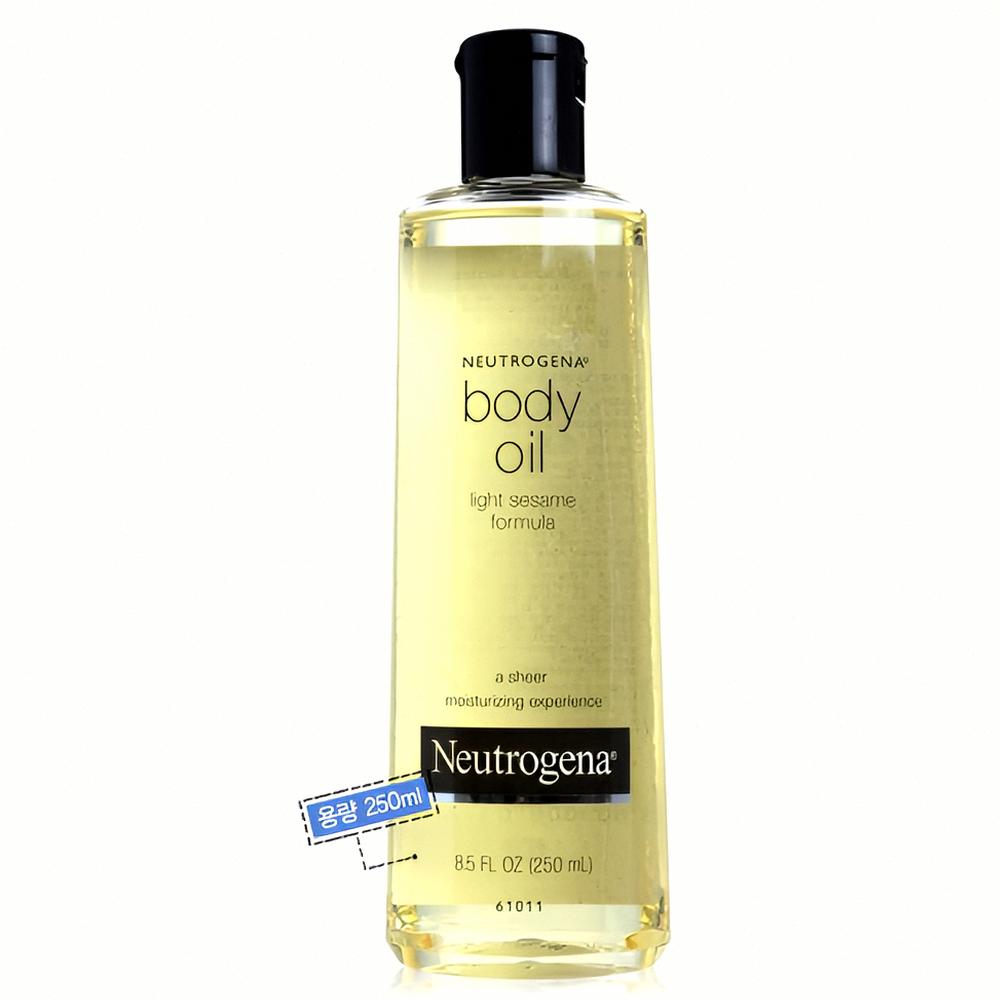 NEUTROGENA®
body
oil
light sesame
formula
a sheer
moisturizing experience
Neutrogena®
용량 250ml
8.5 FL OZ (250 mL)
61011